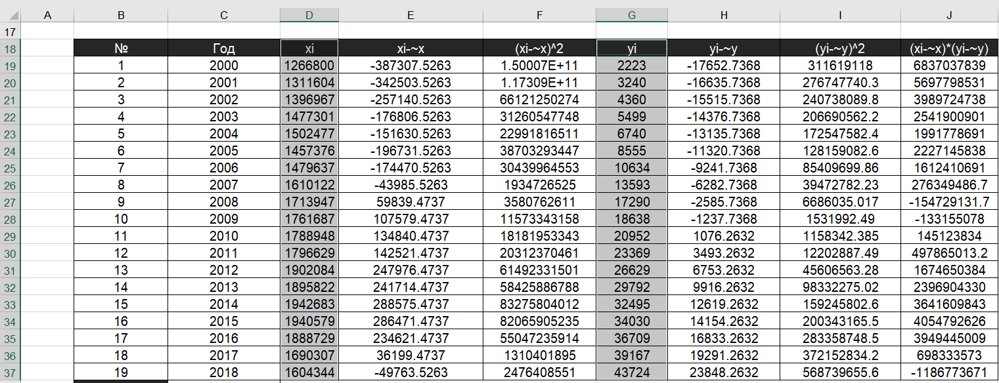 A B C D E F G H I J
17
18 № Год xi xi-~x (xi-~x)^2 yi yi-~y (yi-~y)^2 (xi-~x)*(yi-~y)
19 1 2000 1266800 -387307.5263 1.50007E+11 2223 -17652.7368 311619118 6837037839
20 2 2001 1311604 -342503.5263 1.17309E+11 3240 -16635.7368 276747740.3 5697798531
21 3 2002 1396967 -257140.5263 66121250274 4360 -15515.7368 240738089.8 3989724738
22 4 2003 1477301 -176806.5263 31260547748 5499 -14376.7368 206690562.2 2541900901
23 5 2004 1502477 -151630.5263 22991816511 6740 -13135.7368 172547582.4 1991778691
24 6 2005 1457376 -196731.5263 38703293447 8555 -11320.7368 128159082.6 2227145838
25 7 2006 1479637 -174470.5263 30439964553 10634 -9241.7368 85409699.86 1612410691
26 8 2007 1610122 -43985.5263 1934726525 13593 -6282.7368 39472782.23 276349486.7
27 9 2008 1713947 59839.4737 3580762611 17290 -2585.7368 6686035.017 -154729131.7
28 10 2009 1761687 107579.4737 11573343158 18638 -1237.7368 1531992.49 -133155078
29 11 2010 1788948 134840.4737 18181953343 20952 1076.2632 1158342.385 145123834
30 12 2011 1796629 142521.4737 20312370461 23369 3493.2632 12202887.49 497865013.2
31 13 2012 1902084 247976.4737 61492331501 26629 6753.2632 45606563.28 1674650384
32 14 2013 1895822 241714.4737 58425886788 29792 9916.2632 98332275.02 2396904330
33 15 2014 1942683 288575.4737 83275804012 32495 12619.2632 159245802.6 3641609843
34 16 2015 1940579 286471.4737 82065905235 34030 14154.2632 200343165.5 4054792626
35 17 2016 1888729 234621.4737 55047235914 36709 16833.2632 283358748.5 3949445009
36 18 2017 1690307 36199.4737 1310401895 39167 19291.2632 372152834.2 698333573
37 19 2018 1604344 -49763.5263 2476408551 43724 23848.2632 568739655.6 -1186773671